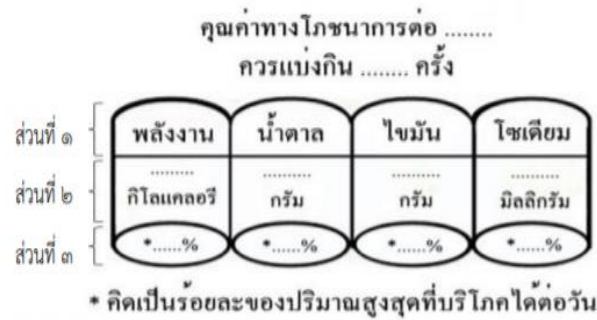 คุณค่าทางโภชนาการต่อ ........
ควรแบ่งกิน ........ ครั้ง
ส่วนที่ ๑ พลังงาน น้ำตาล ไขมัน โซเดียม
ส่วนที่ ๒ ......... ......... ......... .........
กิโลแคลอรี กรัม กรัม มิลลิกรัม
ส่วนที่ ๓ *.....% *.....% *.....% *.....%
* คิดเป็นร้อยละของปริมาณสูงสุดที่บริโภคได้ต่อวัน